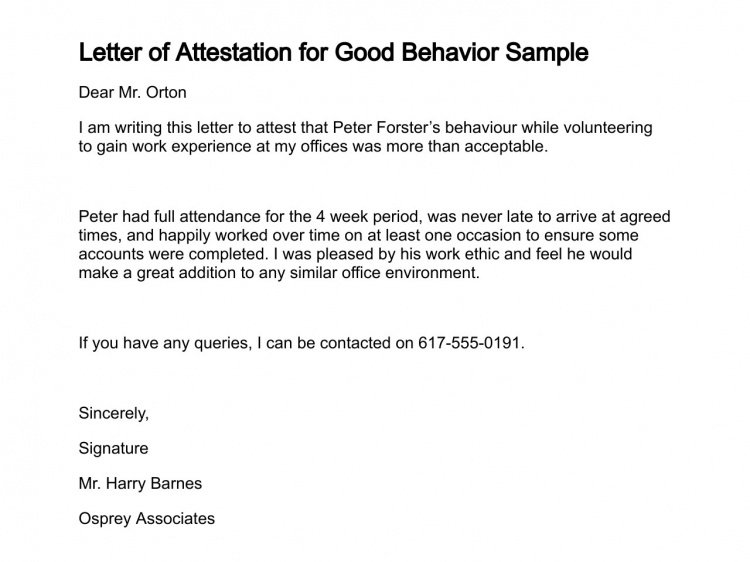 Letter of Attestation for Good Behavior Sample
Dear Mr. Orton
I am writing this letter to attest that Peter Forster’s behaviour while volunteering
to gain work experience at my offices was more than acceptable.
Peter had full attendance for the 4 week period, was never late to arrive at agreed
times, and happily worked over time on at least one occasion to ensure some
accounts were completed. I was pleased by his work ethic and feel he would
make a great addition to any similar office environment.
If you have any queries, I can be contacted on 617-555-0191.
Sincerely,
Signature
Mr. Harry Barnes
Osprey Associates